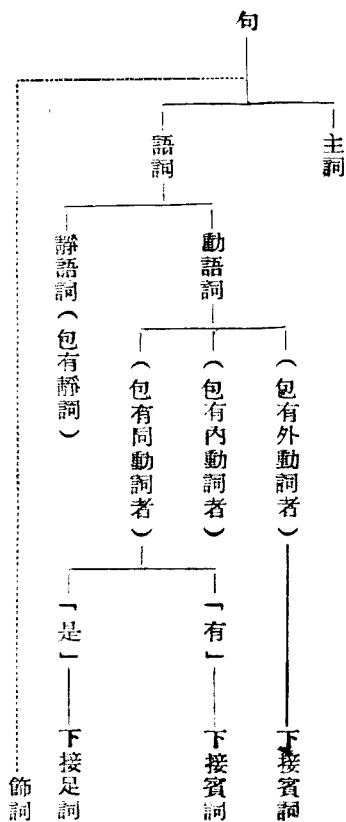 句
主詞
語詞
動語詞
靜語詞（包有靜詞）
（包有外動詞者）
（包有內動詞者）
（包有同動詞者）
「有」
「是」
下接賓詞
下接賓詞
下接足詞
飾詞